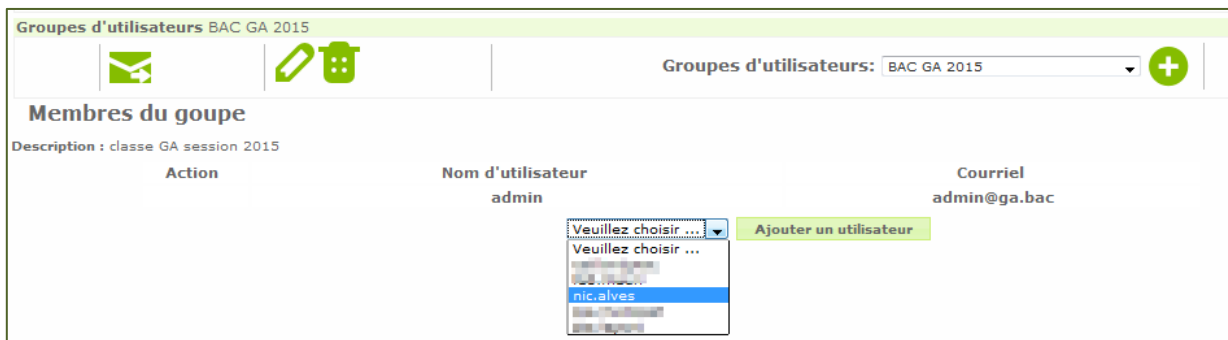 Groupes d'utilisateurs BAC GA 2015
Groupes d'utilisateurs: BAC GA 2015
Membres du goupe
Description : classe GA session 2015
Action Nom d'utilisateur Courriel
admin admin@ga.bac
Veuillez choisir ... Ajouter un utilisateur
Veuillez choisir ...
nic.alves